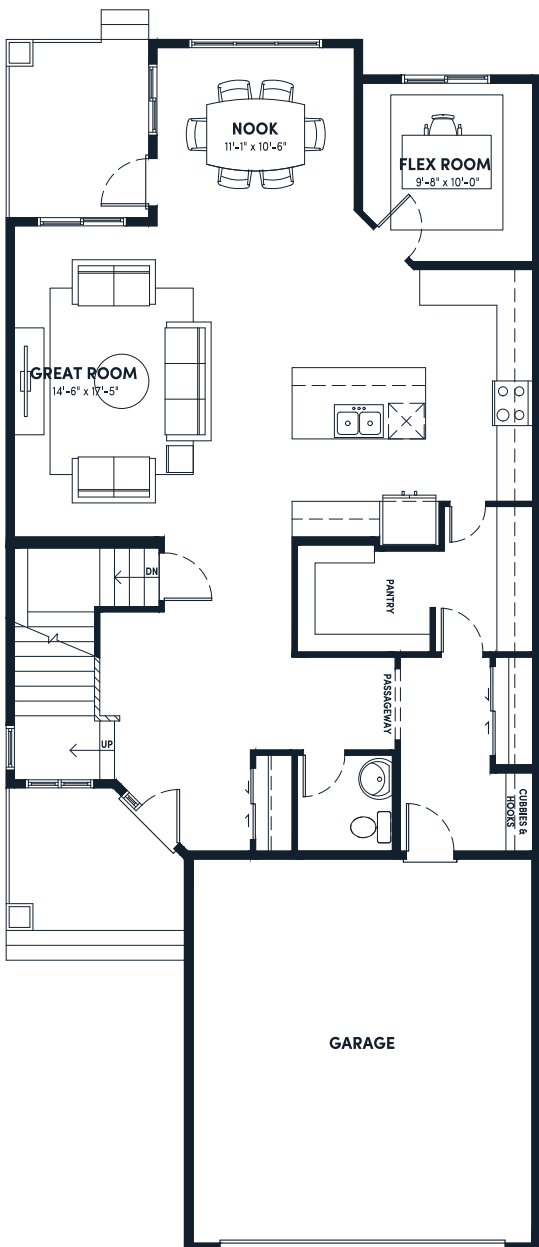 NOOK
11'-1" x 10'-6"
FLEX ROOM
9'-8" x 10'-0"
GREAT ROOM
14'-6" x 17'-5"
DN
PANTRY
PASSAGEWAY
UP
CUBBIES &
HOOKS
GARAGE